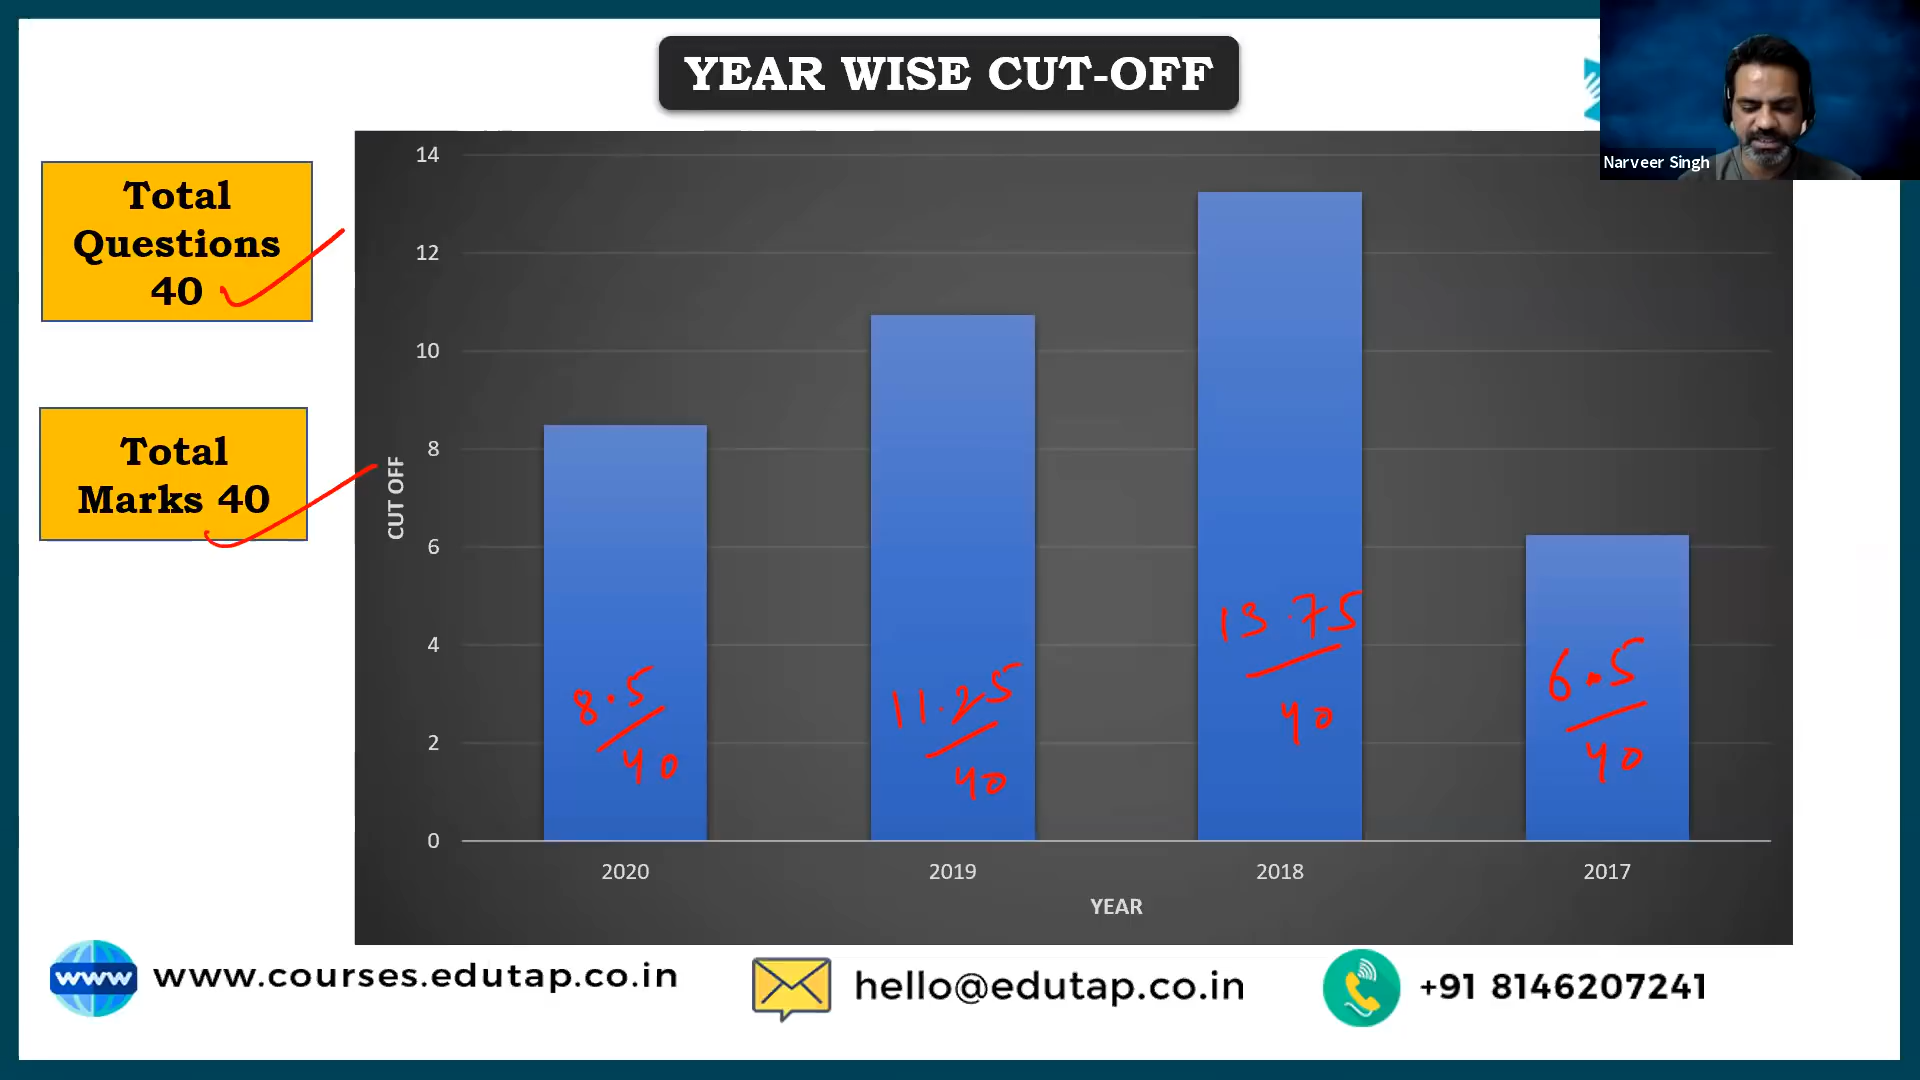 YEAR WISE CUT-OFF
Narveer Singh
Total
Questions
40
Total
Marks 40
CUT OFF
14
12
10
8
6
4
2
0
8.5
40
11.25
40
13.75
40
6.5
40
2020 2019 2018 2017
YEAR
www www.courses.edutap.co.in hello@edutap.co.in +91 8146207241